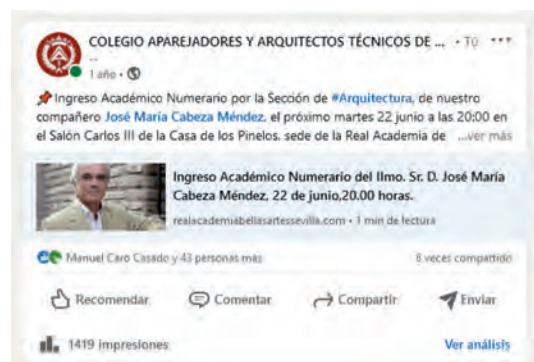 COLEGIO APAREJADORES Y ARQUITECTOS TÉCNICOS DE ... • Tú •••
...
1 año •
Ingreso Académico Numerario por la Sección de #Arquitectura, de nuestro
compañero José María Cabeza Méndez, el próximo martes 22 junio a las 20:00 en
el Salón Carlos III de la Casa de los Pinelos, sede de la Real Academia de ...ver más
Ingreso Académico Numerario del Ilmo. Sr. D. José María
Cabeza Méndez, 22 de junio,20.00 horas.
realacademiabellasartessevilla.com • 1 min de lectura
Manuel Caro Casado y 43 personas más 8 veces compartido
Recomendar Comentar Compartir Enviar
1419 impresiones Ver análisis